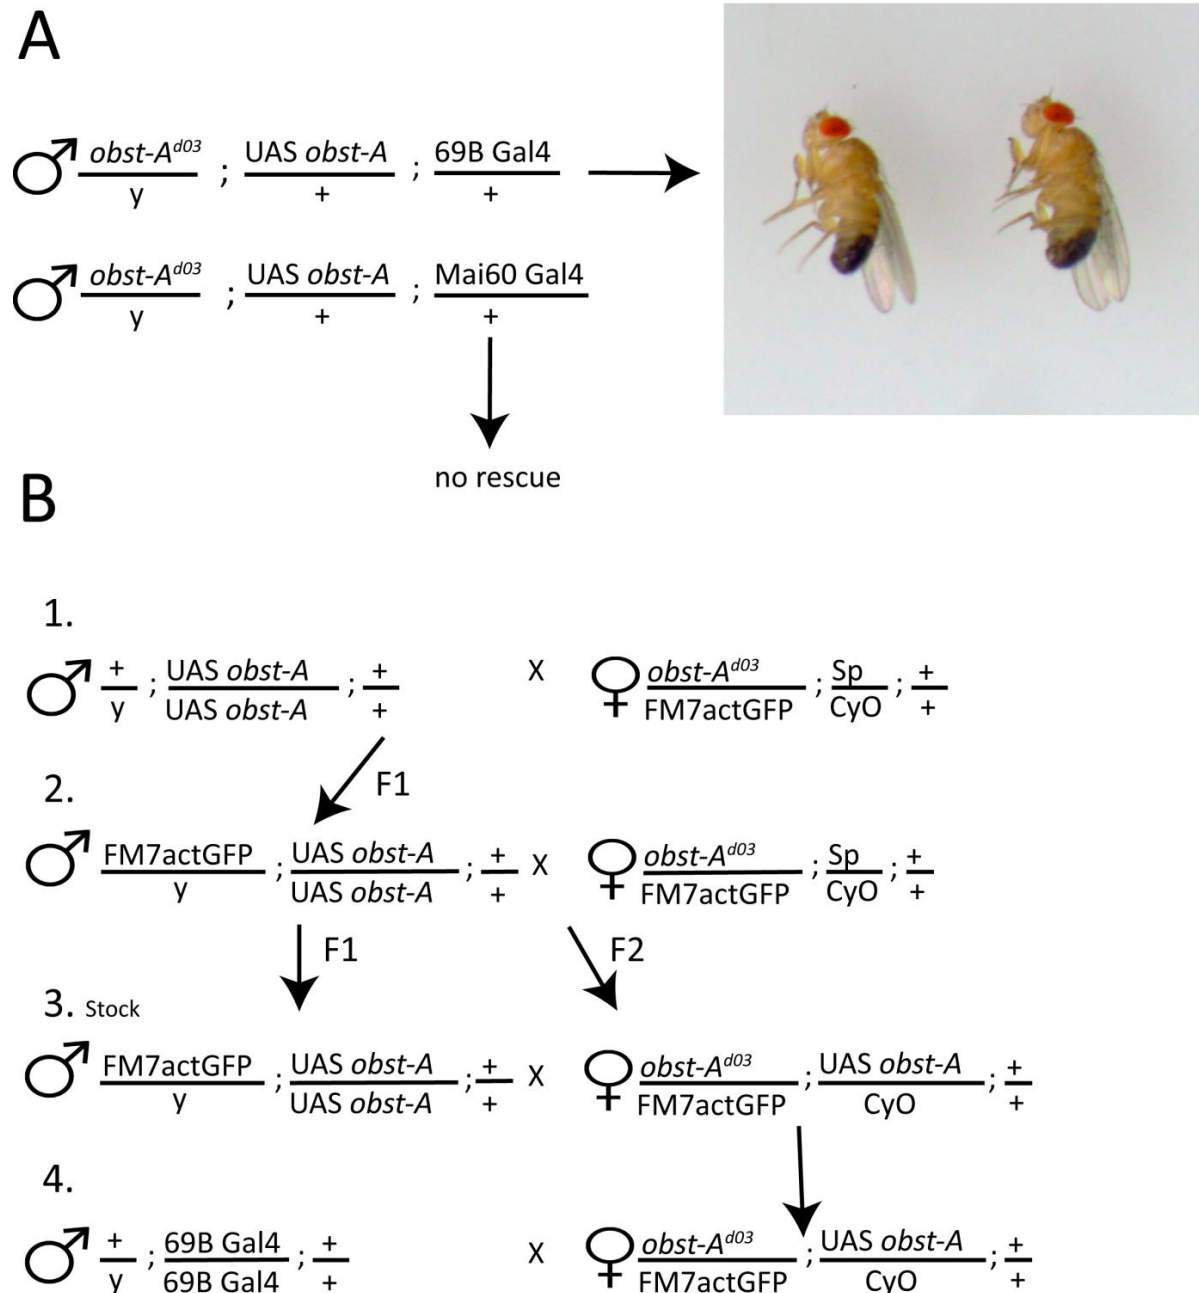 A
obst-A^d03 ; UAS obst-A ; 69B Gal4
y + +
obst-A^d03 ; UAS obst-A ; Mai60 Gal4
y + +
no rescue
B
1.
+ ; UAS obst-A ; + X obst-A^d03 ; Sp ; +
y UAS obst-A + FM7actGFP CyO +
F1
2.
FM7actGFP ; UAS obst-A ; + X obst-A^d03 ; Sp ; +
y UAS obst-A + FM7actGFP CyO +
F1 F2
3. Stock
FM7actGFP ; UAS obst-A ; + X obst-A^d03 ; UAS obst-A ; +
y UAS obst-A + FM7actGFP CyO +
4.
+ ; 69B Gal4 ; + X obst-A^d03 ; UAS obst-A ; +
y 69B Gal4 + FM7actGFP CyO +